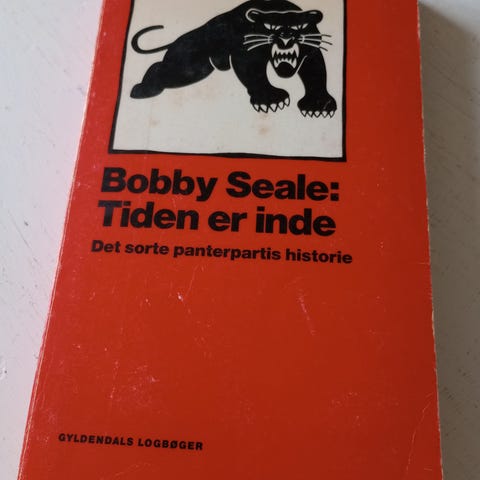 Bobby Seale:
Tiden er inde
Det sorte panterpartis historie
GYLDENDALS LOGBØGER